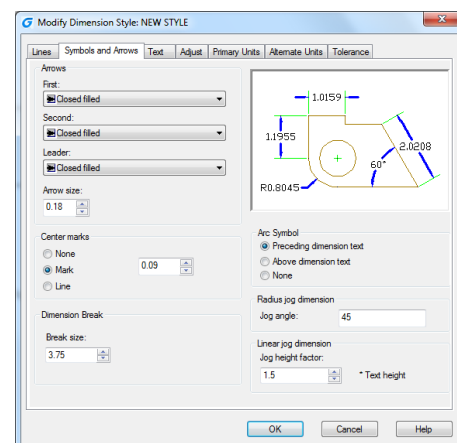 Modify Dimension Style: NEW STYLE
Lines Symbols and Arrows Text Adjust Primary Units Alternate Units Tolerance
Arrows
First:
Closed filled
Second:
Closed filled
Leader:
Closed filled
Arrow size:
0.18
1.0159
1.1955
2.0208
60°
R0.8045
Center marks
None
Mark
0.09
Line
Arc Symbol
Preceding dimension text
Above dimension text
None
Dimension Break
Break size:
3.75
Radius jog dimension
Jog angle:
45
Linear jog dimension
Jog height factor:
1.5
* Text height
OK Cancel Help